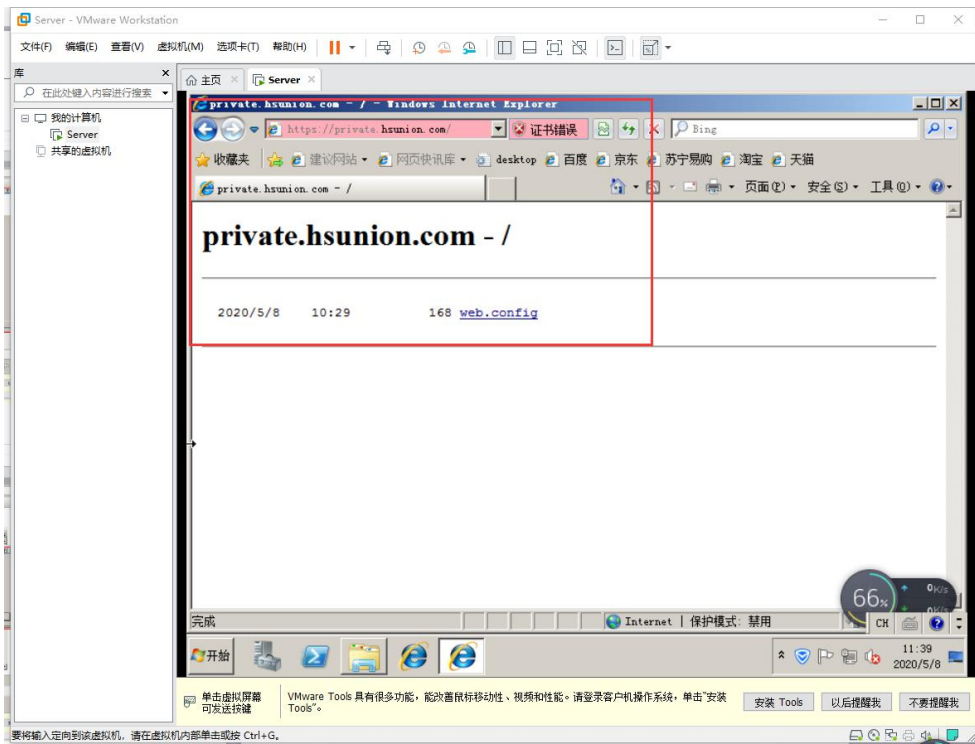 Server - VMware Workstation
文件(F) 编辑(E) 查看(V) 虚拟机(M) 选项卡(T) 帮助(H)
库
在此处键入内容进行搜索
我的计算机
Server
共享的虚拟机
主页 Server
private.hsunion.com - / - Windows Internet Explorer
https://private.hsunion.com/ 证书错误 Bing
收藏夹 建议网站 网页快讯库 desktop 百度 京东 苏宁易购 淘宝 天猫
private.hsunion.com - / 页面(P) 安全(S) 工具(O)
private.hsunion.com - /
2020/5/8 10:29 168 web.config
66%
0K/s
0K/s
完成 Internet | 保护模式: 禁用 CH
开始 11:39
2020/5/8
单击虚拟屏幕
可发送按键
VMware Tools 具有很多功能，能改善鼠标移动性、视频和性能。请登录客户机操作系统，单击“安装
Tools”。
安装 Tools 以后提醒我 不要提醒我
要将输入定向到该虚拟机，请在虚拟机内部单击或按 Ctrl+G。